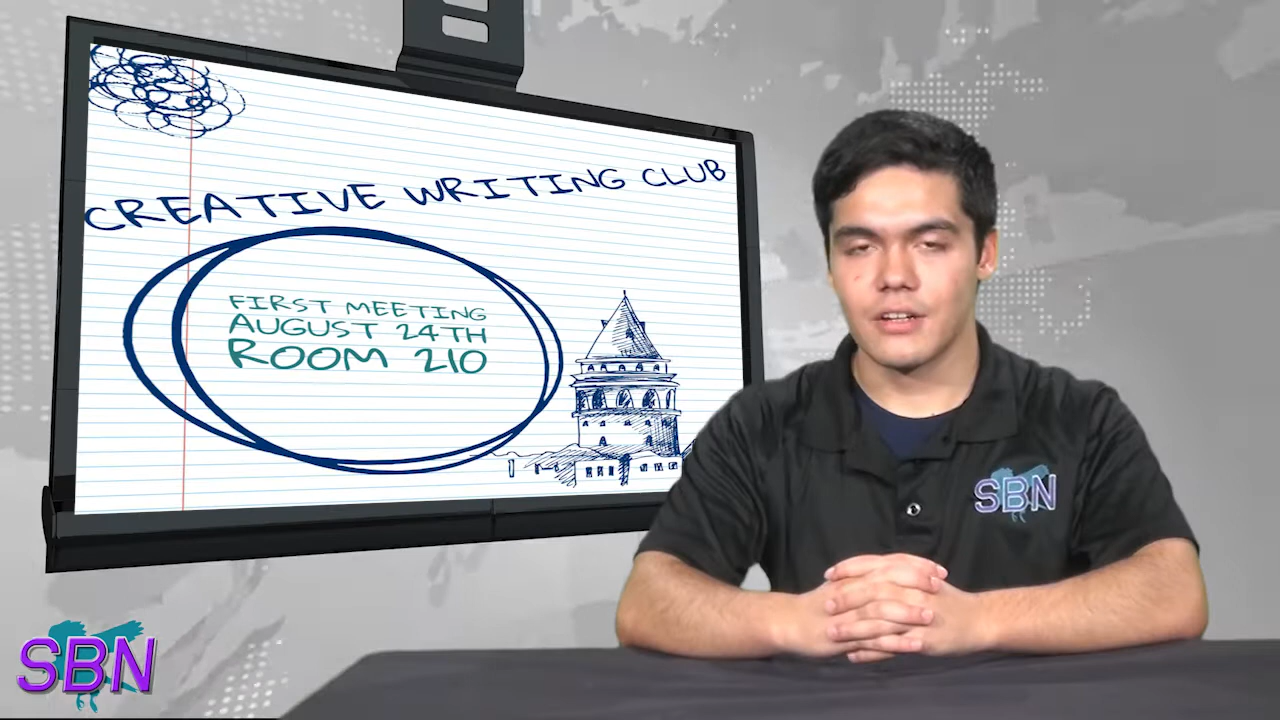 CREATIVE WRITING CLUB
FIRST MEETING
AUGUST 24TH
ROOM 210
SBN
SBN